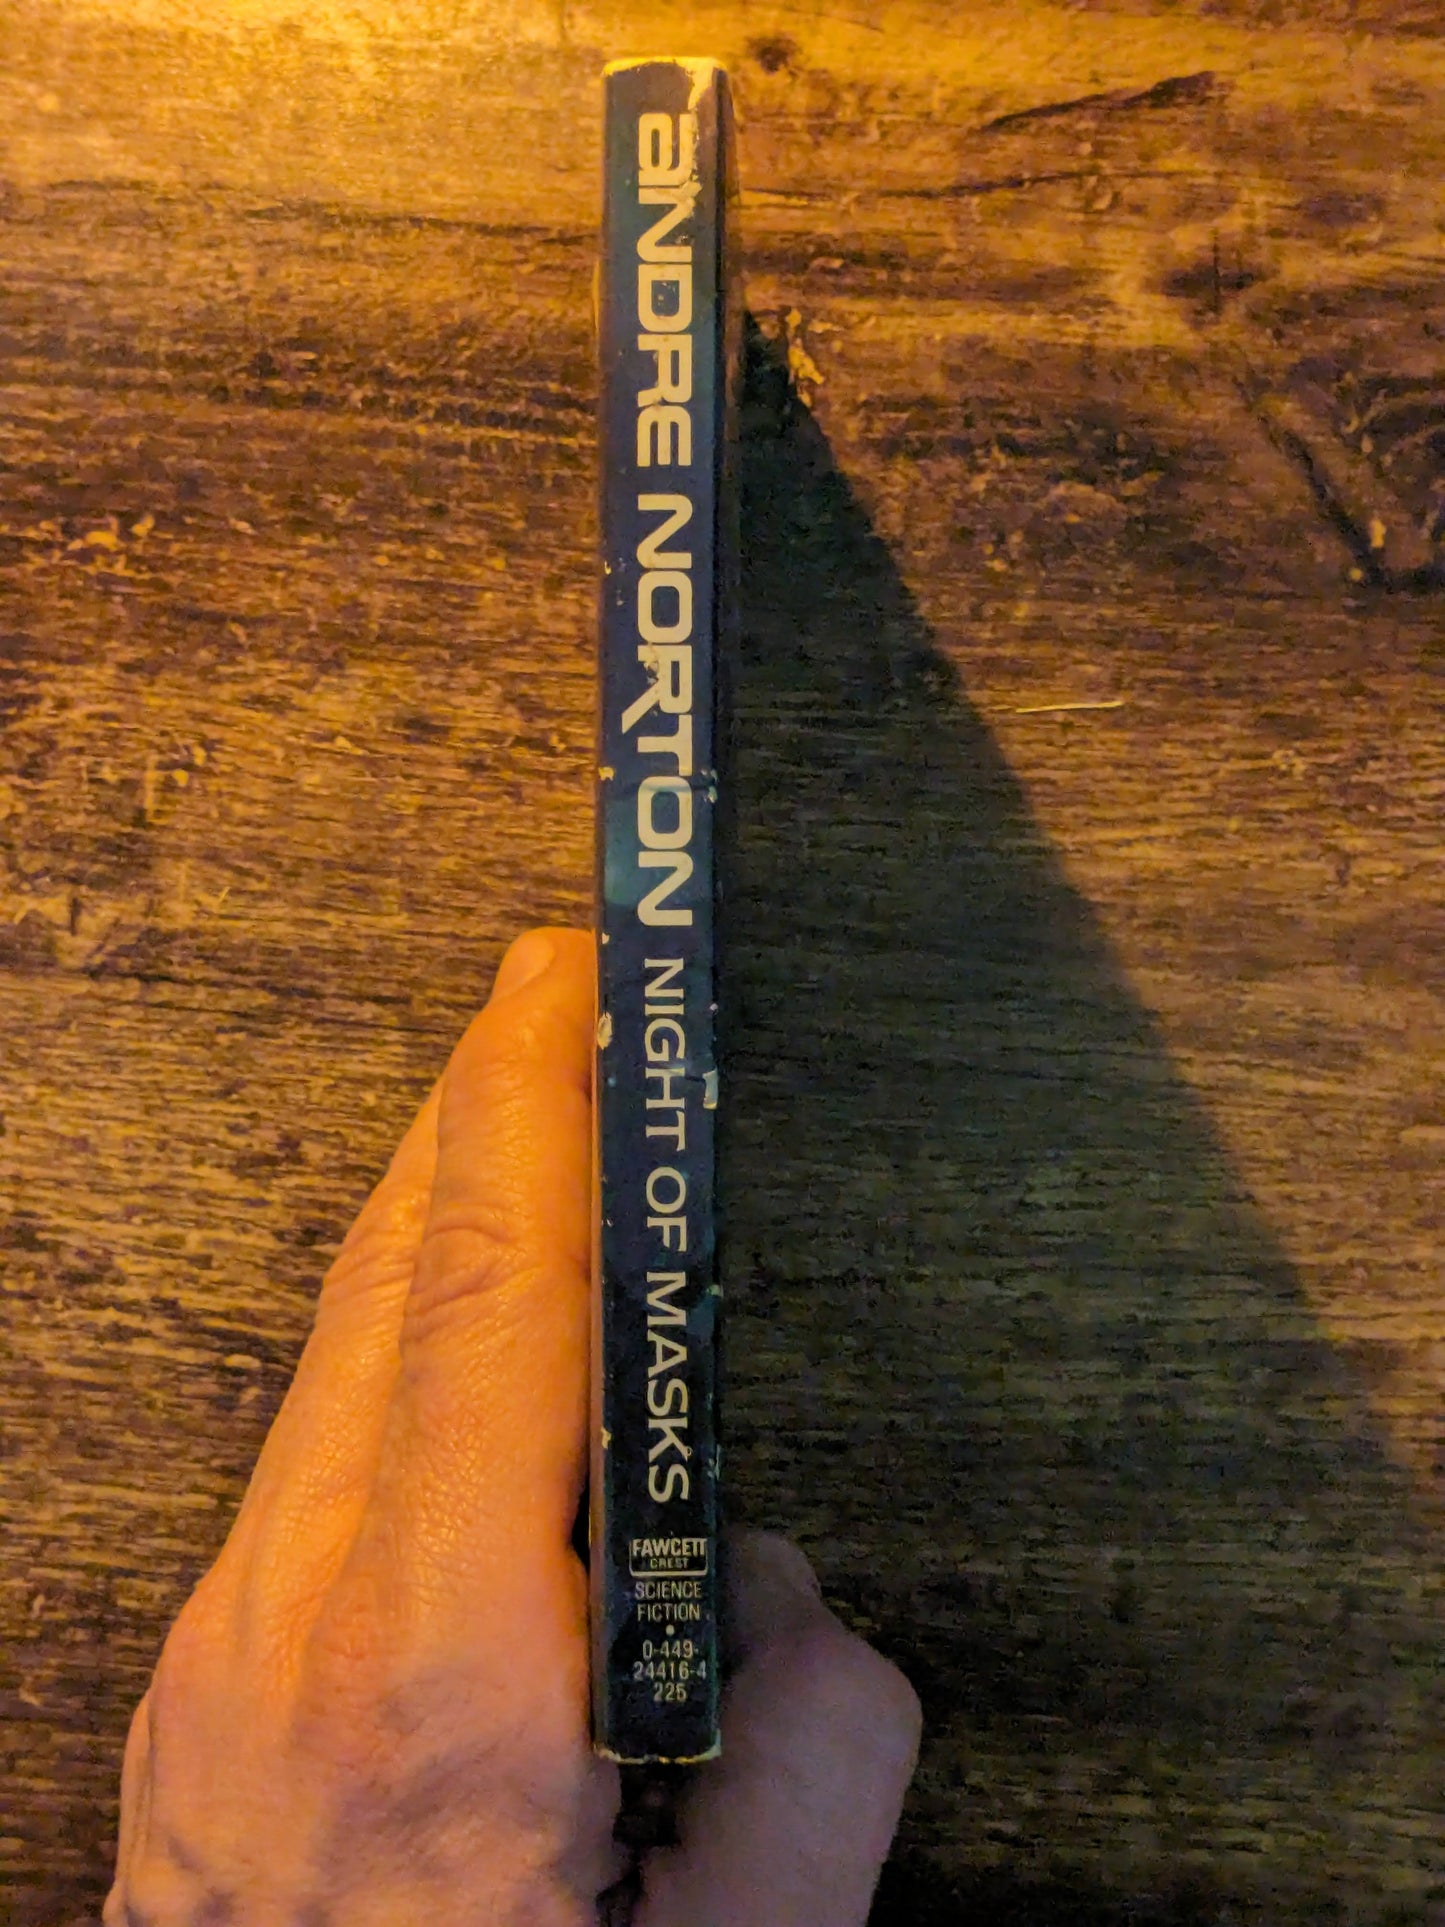 aNDRE NORTON NIGHT OF MASKS
FAWCETT
CREST
SCIENCE
FICTION
•
0-449-
24416-4
225